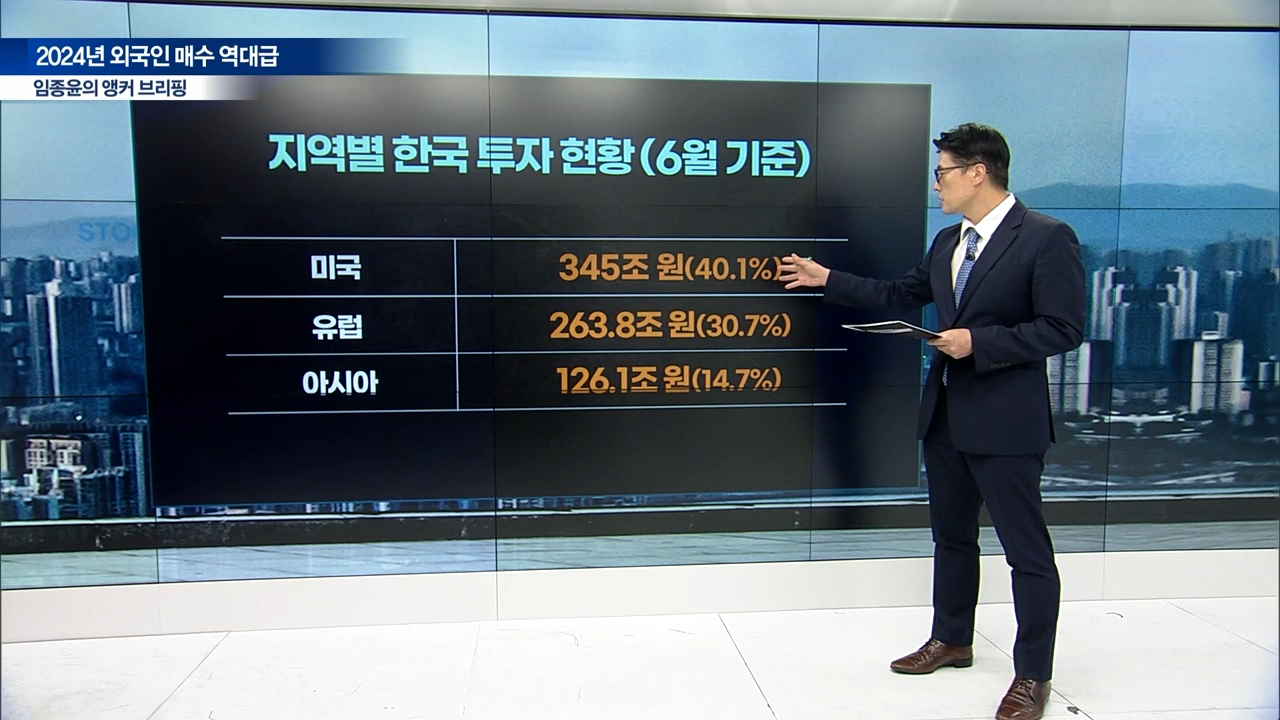 2024년 외국인 매수 역대급
임종윤의 앵커 브리핑
지역별 한국 투자 현황 (6월 기준)
미국 345조 원(40.1%)
유럽 263.8조 원(30.7%)
아시아 126.1조 원(14.7%)